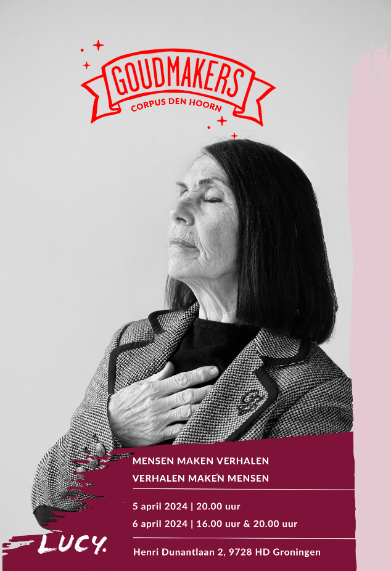 GOUDMAKERS
CORPUS DEN HOORN
MENSEN MAKEN VERHALEN
VERHALEN MAKEN MENSEN
5 april 2024 | 20.00 uur
6 april 2024 | 16.00 uur & 20.00 uur
LUCY.
Henri Dunantlaan 2, 9728 HD Groningen